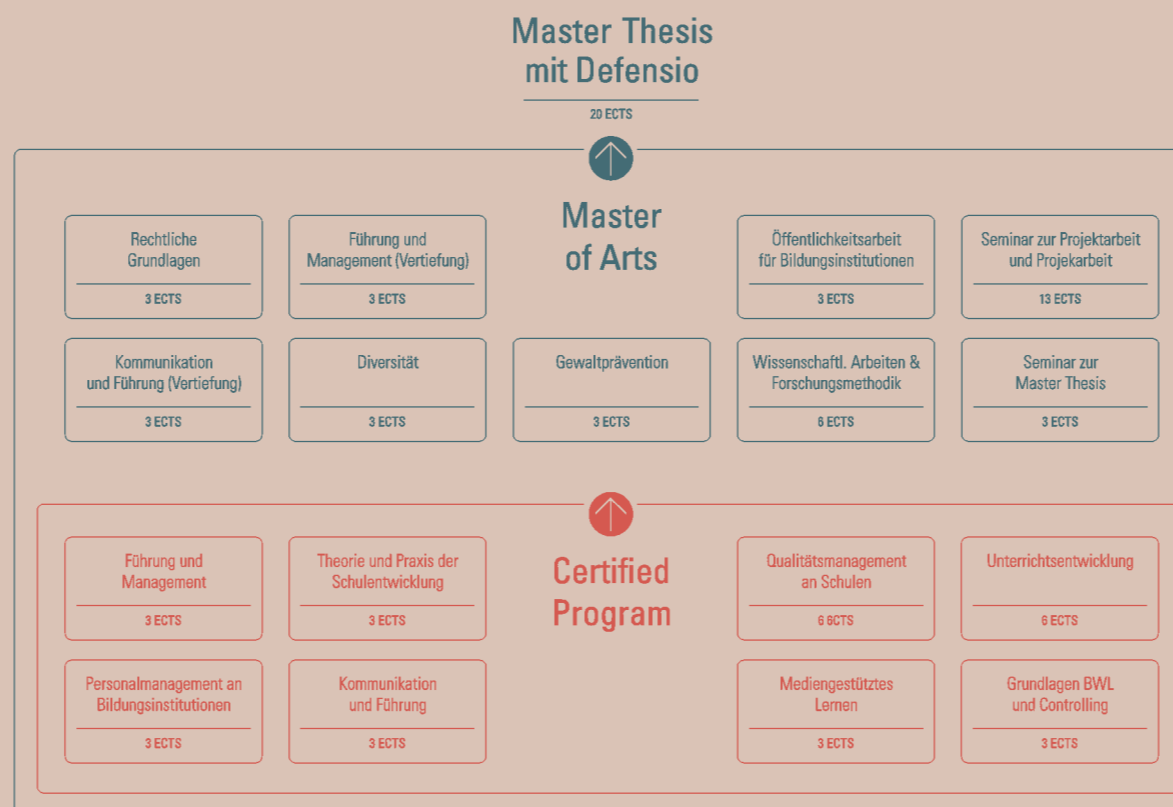 Master Thesis
mit Defensio
20 ECTS
Master
of Arts
Rechtliche
Grundlagen
3 ECTS
Führung und
Management (Vertiefung)
3 ECTS
Öffentlichkeitsarbeit
für Bildungsinstitutionen
3 ECTS
Seminar zur Projektarbeit
und Projekarbeit
13 ECTS
Kommunikation
und Führung (Vertiefung)
3 ECTS
Diversität
3 ECTS
Gewaltprävention
3 ECTS
Wissenschaftl. Arbeiten &
Forschungsmethodik
6 ECTS
Seminar zur
Master Thesis
3 ECTS
Certified
Program
Führung und
Management
3 ECTS
Theorie und Praxis der
Schulentwicklung
3 ECTS
Qualitätsmanagement
an Schulen
6 6CTS
Unterrichtsentwicklung
6 ECTS
Personalmanagement an
Bildungsinstitutionen
3 ECTS
Kommunikation
und Führung
3 ECTS
Mediengestütztes
Lernen
3 ECTS
Grundlagen BWL
und Controlling
3 ECTS